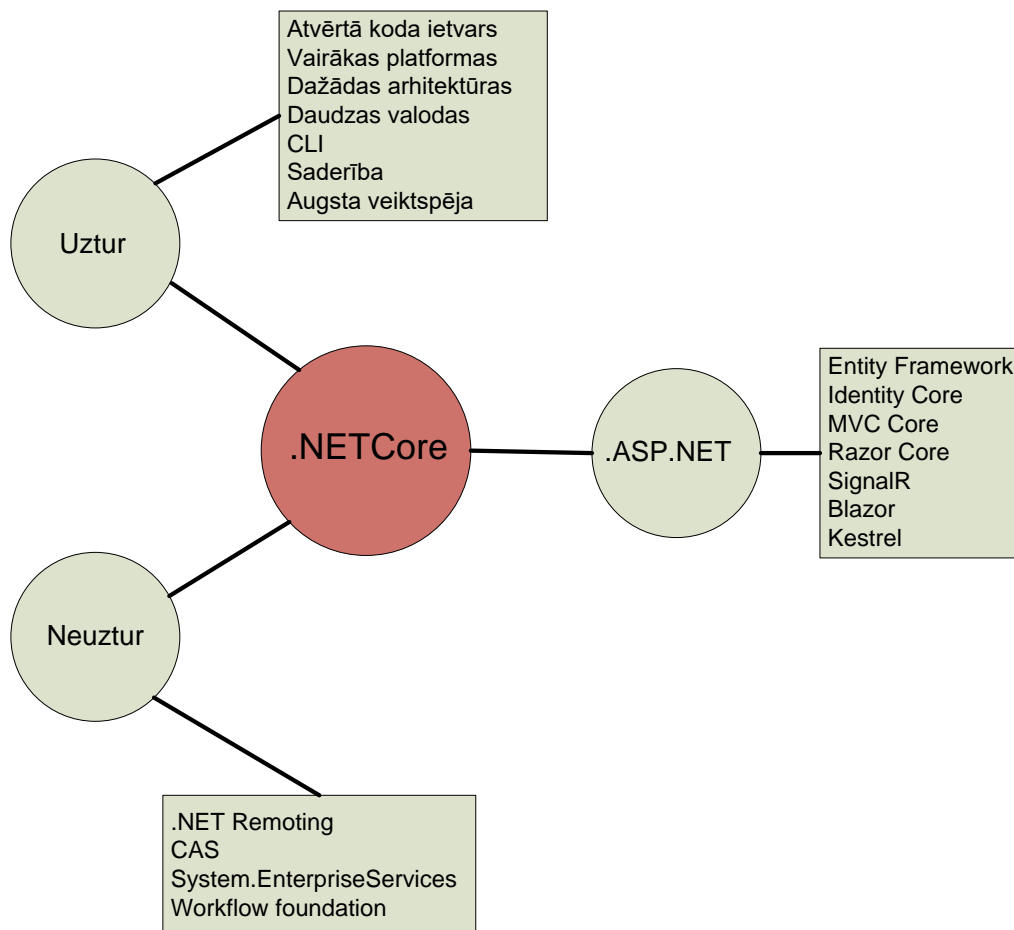 Atvērtā koda ietvars
Vairākas platformas
Dažādas arhitektūras
Daudzas valodas
CLI
Saderība
Augsta veiktspēja
Uztur
.NETCore
.ASP.NET
Entity Framework
Identity Core
MVC Core
Razor Core
SignalR
Blazor
Kestrel
Neuztur
.NET Remoting
CAS
System.EnterpriseServices
Workflow foundation